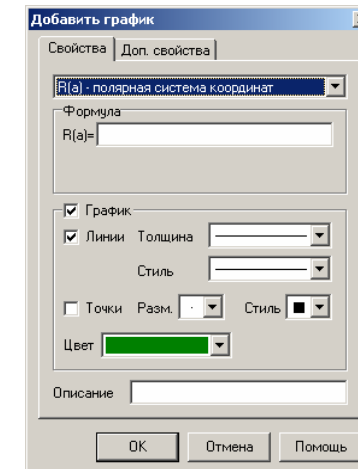 Добавить график
Свойства Доп. свойства
R(a) - полярная система координат
Формула
R(a)=
График
Линии Толщина
Стиль
Точки Разм. Стиль
Цвет
Описание
OK Отмена Помощь